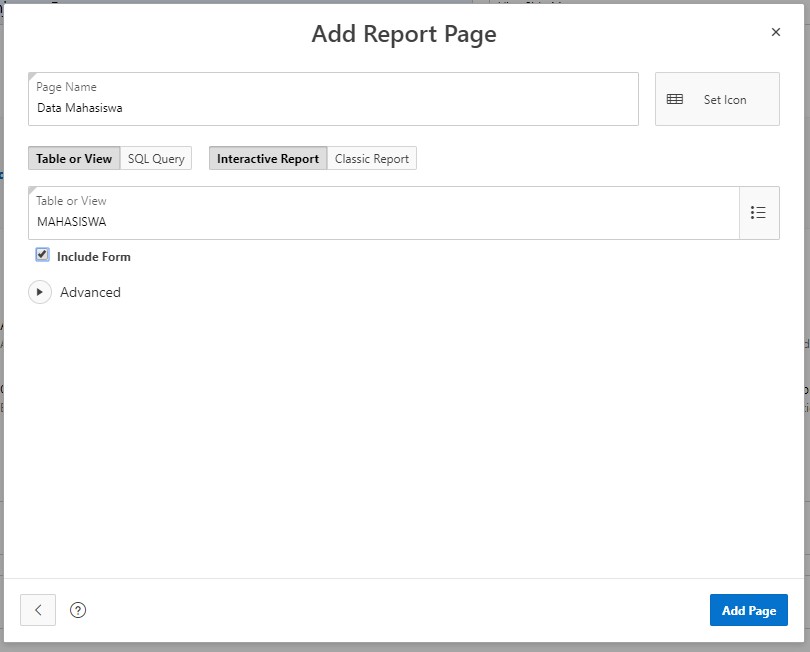 Add Report Page
Page Name
Data Mahasiswa
Set Icon
Table or View SQL Query Interactive Report Classic Report
Table or View
MAHASISWA
Include Form
Advanced
Add Page